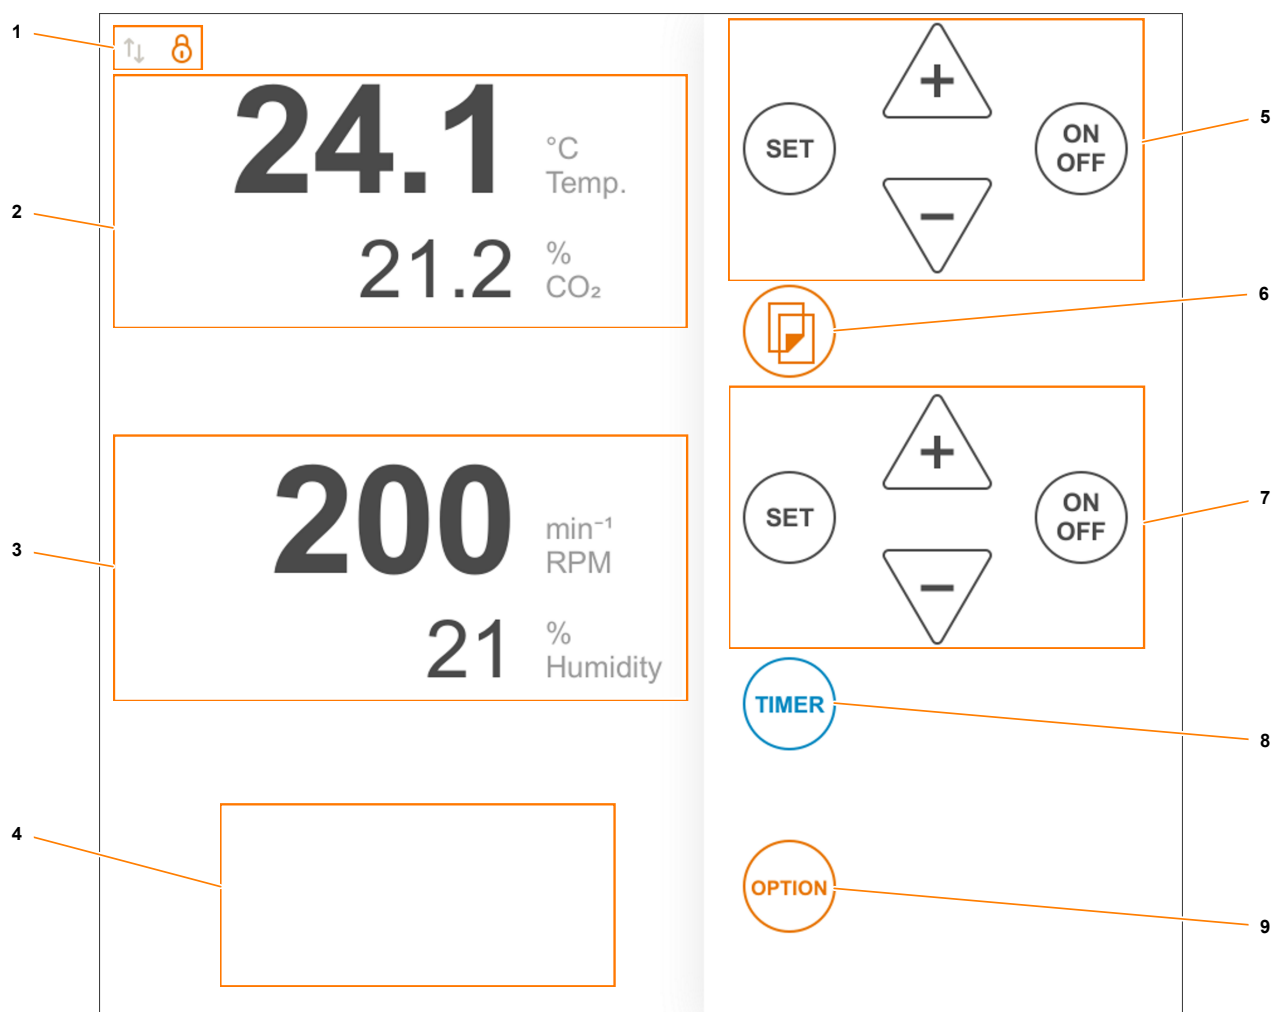 1
24.1 °C
Temp.
2
21.2 %
CO₂
200 min⁻¹
RPM
3
21 %
Humidity
4
+
SET
ON
OFF
−
5
6
+
SET
ON
OFF
−
7
TIMER
8
OPTION
9